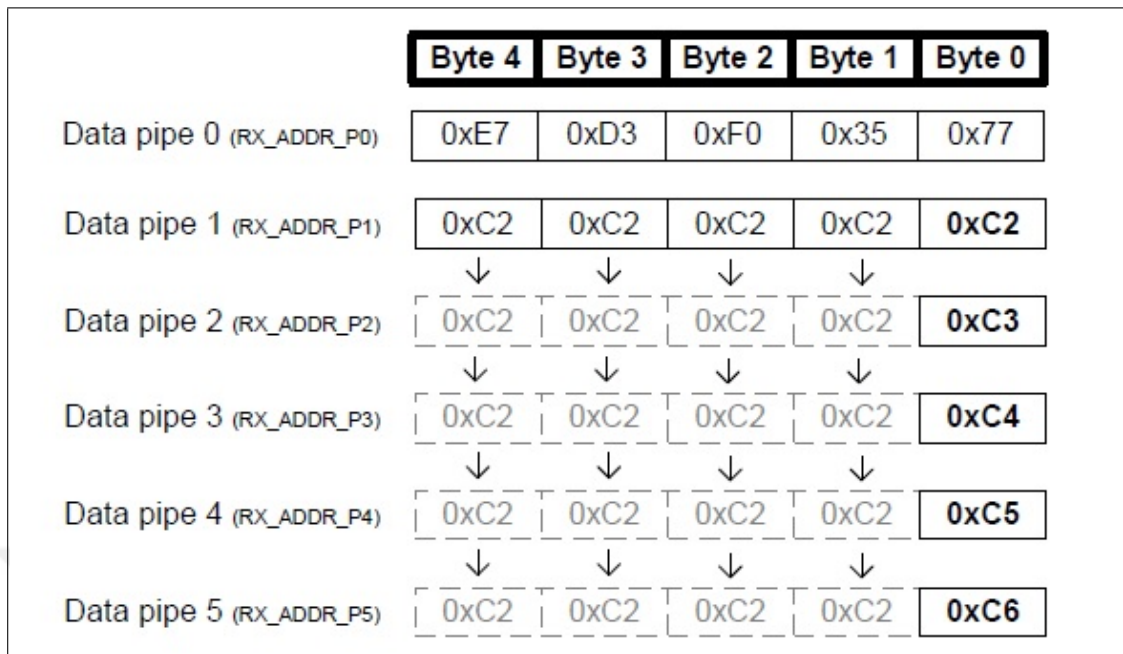 Byte 4 Byte 3 Byte 2 Byte 1 Byte 0
Data pipe 0 (RX_ADDR_P0) 0xE7 0xD3 0xF0 0x35 0x77
Data pipe 1 (RX_ADDR_P1) 0xC2 0xC2 0xC2 0xC2 0xC2
Data pipe 2 (RX_ADDR_P2) 0xC2 0xC2 0xC2 0xC2 0xC3
Data pipe 3 (RX_ADDR_P3) 0xC2 0xC2 0xC2 0xC2 0xC4
Data pipe 4 (RX_ADDR_P4) 0xC2 0xC2 0xC2 0xC2 0xC5
Data pipe 5 (RX_ADDR_P5) 0xC2 0xC2 0xC2 0xC2 0xC6